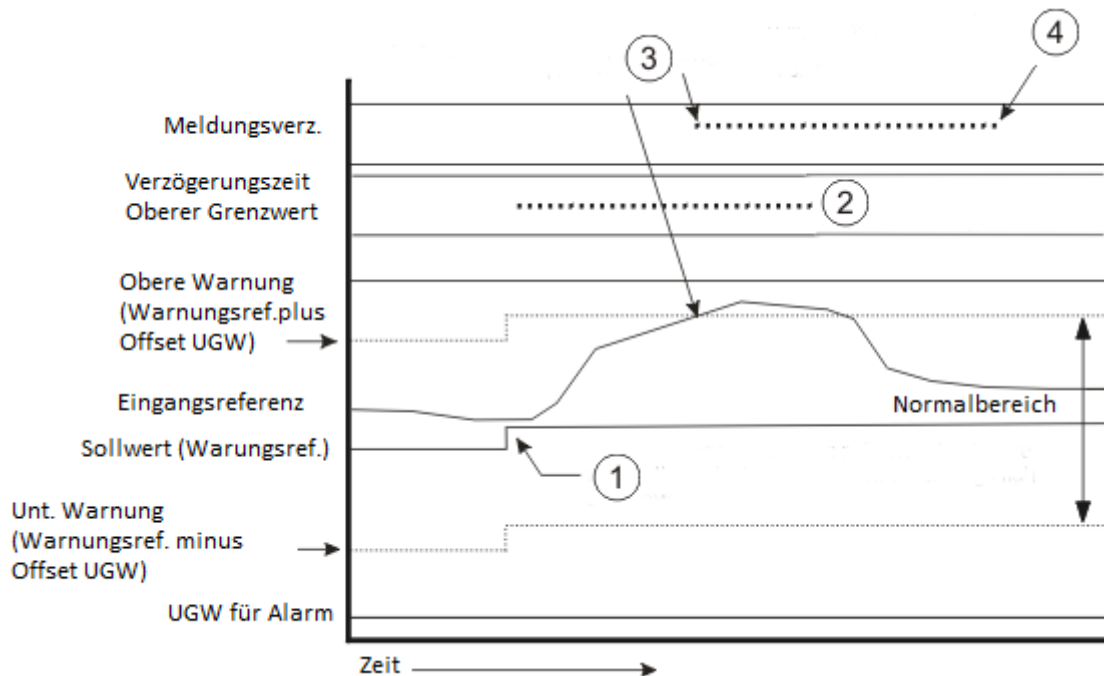 4
3
Meldungsverz.
Verzögerungszeit
Oberer Grenzwert
2
Obere Warnung
(Warnungsref.plus
Offset UGW)
Eingangsreferenz
Normalbereich
Sollwert (Warungsref.)
1
Unt. Warnung
(Warnungsref. minus
Offset UGW)
UGW für Alarm
Zeit